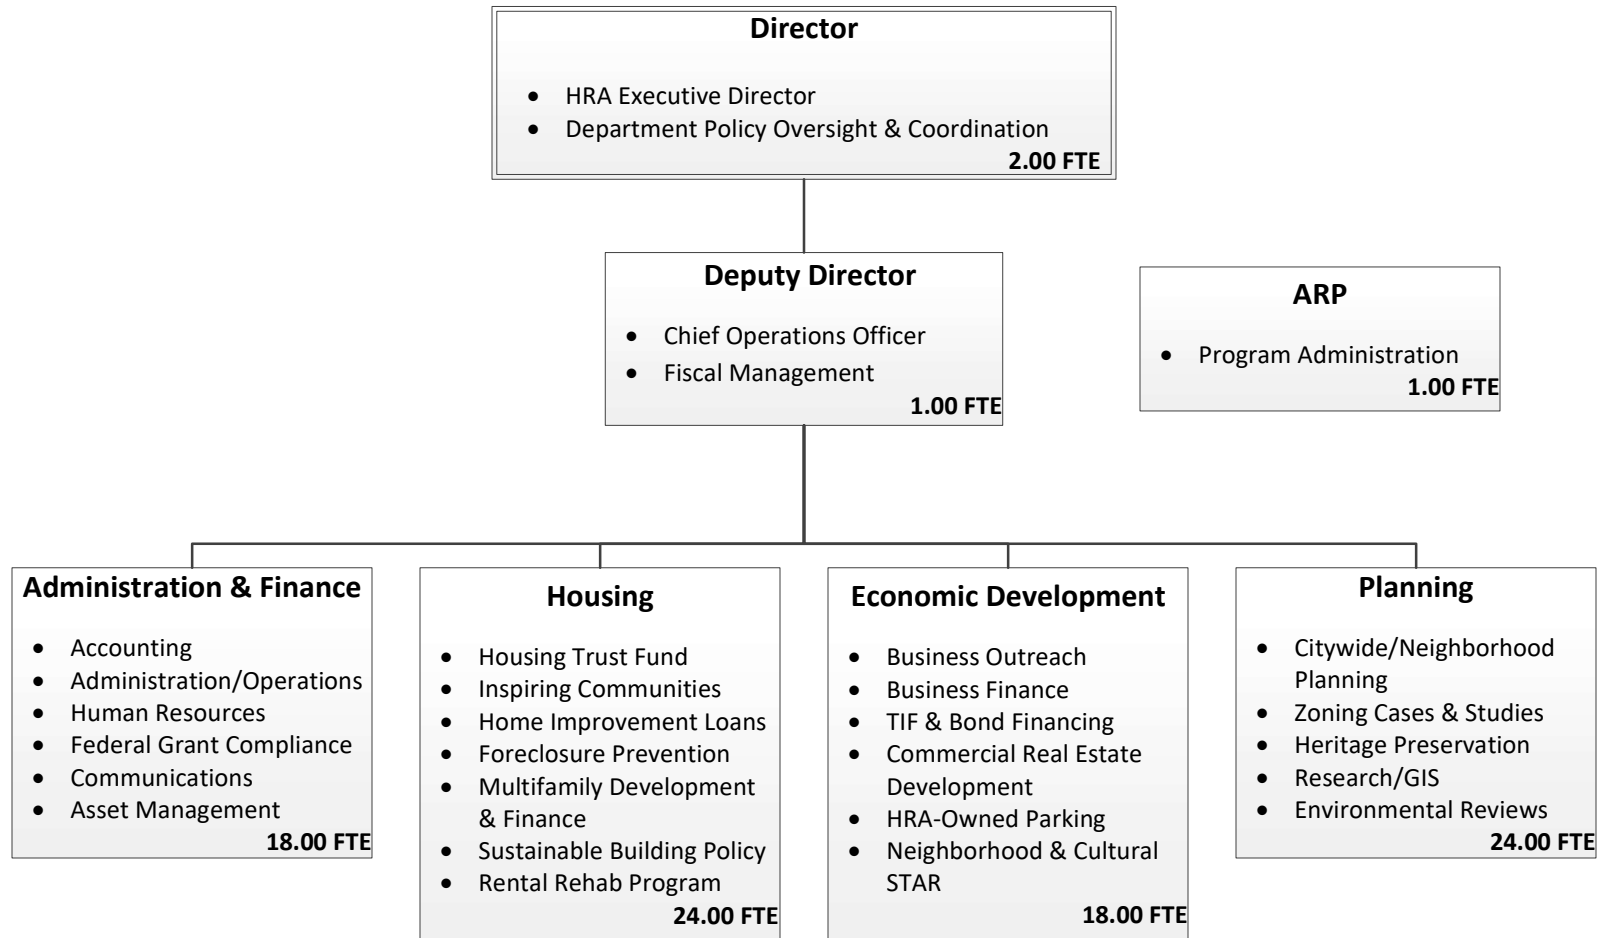 Director
• HRA Executive Director
• Department Policy Oversight & Coordination
2.00 FTE
Deputy Director
• Chief Operations Officer
• Fiscal Management
1.00 FTE
ARP
• Program Administration
1.00 FTE
Administration & Finance
• Accounting
• Administration/Operations
• Human Resources
• Federal Grant Compliance
• Communications
• Asset Management
18.00 FTE
Housing
• Housing Trust Fund
• Inspiring Communities
• Home Improvement Loans
• Foreclosure Prevention
• Multifamily Development
& Finance
• Sustainable Building Policy
• Rental Rehab Program
24.00 FTE
Economic Development
• Business Outreach
• Business Finance
• TIF & Bond Financing
• Commercial Real Estate
Development
• HRA-Owned Parking
• Neighborhood & Cultural
STAR
18.00 FTE
Planning
• Citywide/Neighborhood
Planning
• Zoning Cases & Studies
• Heritage Preservation
• Research/GIS
• Environmental Reviews
24.00 FTE